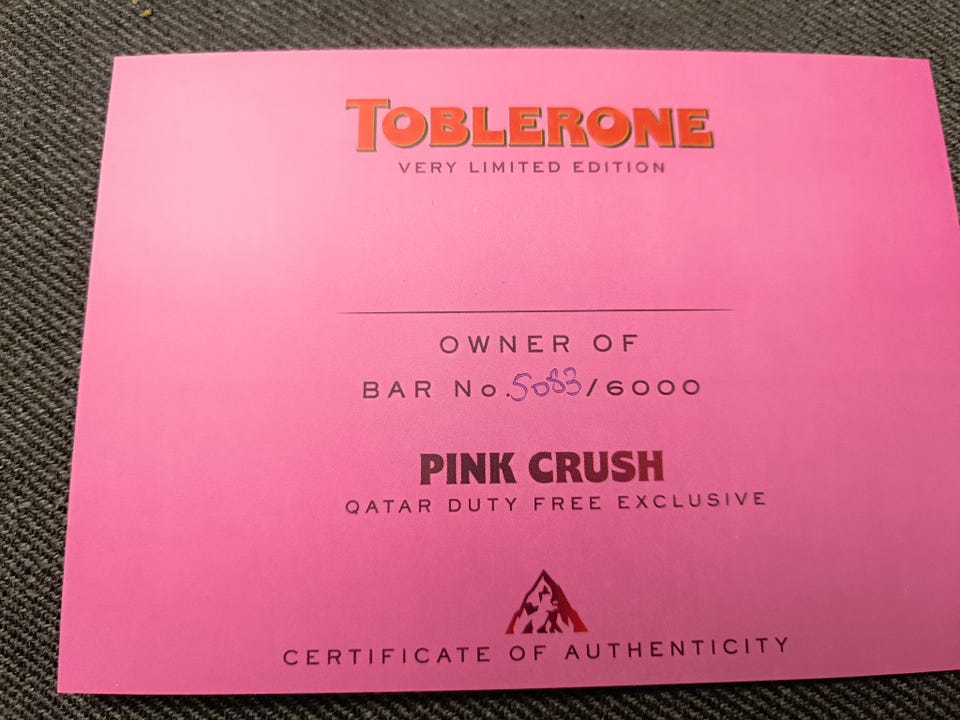 TOBLERONE
VERY LIMITED EDITION
OWNER OF
BAR No.5083/6000
PINK CRUSH
QATAR DUTY FREE EXCLUSIVE
CERTIFICATE OF AUTHENTICITY